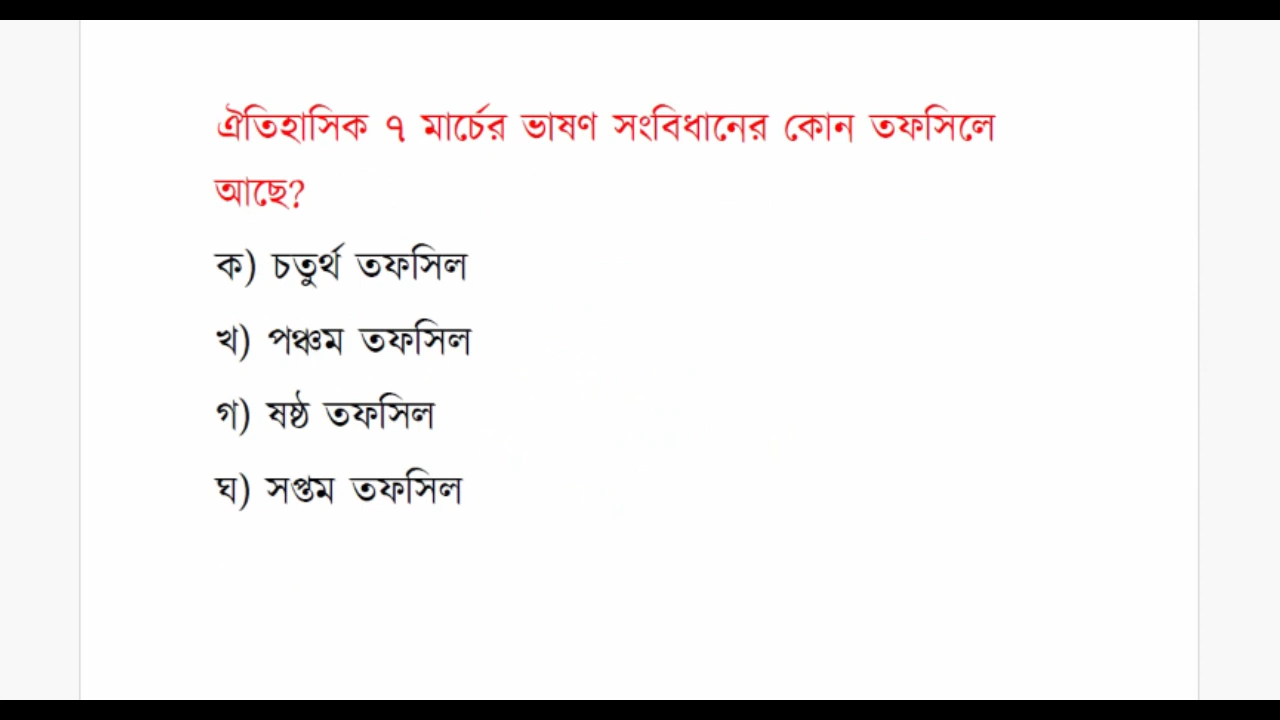 ঐতিহাসিক ৭ মার্চের ভাষণ সংবিধানের কোন তফসিলে
আছে?
ক) চতুর্থ তফসিল
খ) পঞ্চম তফসিল
গ) ষষ্ঠ তফসিল
ঘ) সপ্তম তফসিল